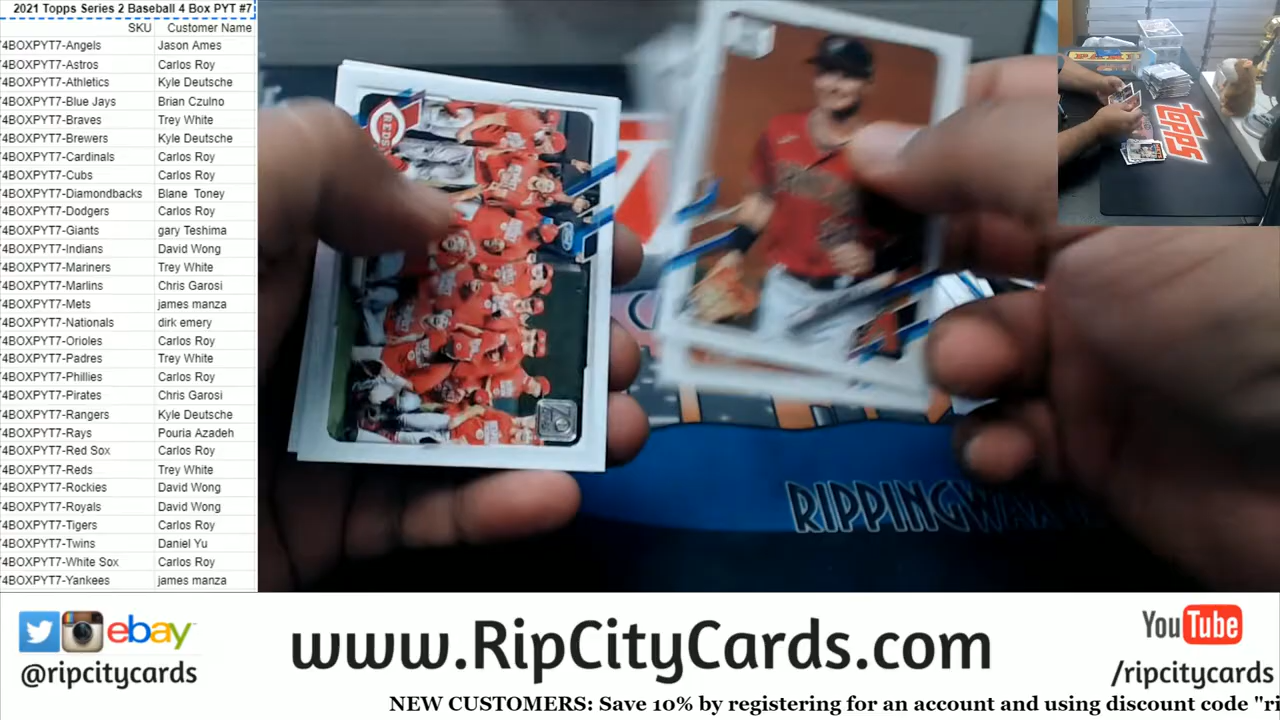 2021 Topps Series 2 Baseball 4 Box PYT #7
SKU Customer Name
4BOXPYT7-Angels Jason Ames
4BOXPYT7-Astros Carlos Roy
4BOXPYT7-Athletics Kyle Deutsche
4BOXPYT7-Blue Jays Brian Czulno
4BOXPYT7-Braves Trey White
4BOXPYT7-Brewers Kyle Deutsche
4BOXPYT7-Cardinals Carlos Roy
4BOXPYT7-Cubs Carlos Roy
4BOXPYT7-Diamondbacks Blane Toney
4BOXPYT7-Dodgers Carlos Roy
4BOXPYT7-Giants gary Teshima
4BOXPYT7-Indians David Wong
4BOXPYT7-Mariners Trey White
4BOXPYT7-Marlins Chris Garosi
4BOXPYT7-Mets james manza
4BOXPYT7-Nationals dirk emery
4BOXPYT7-Orioles Carlos Roy
4BOXPYT7-Padres Trey White
4BOXPYT7-Phillies Carlos Roy
4BOXPYT7-Pirates Chris Garosi
4BOXPYT7-Rangers Kyle Deutsche
4BOXPYT7-Rays Pouria Azadeh
4BOXPYT7-Red Sox Carlos Roy
4BOXPYT7-Reds Trey White
4BOXPYT7-Rockies David Wong
4BOXPYT7-Royals David Wong
4BOXPYT7-Tigers Carlos Roy
4BOXPYT7-Twins Daniel Yu
4BOXPYT7-White Sox Carlos Roy
4BOXPYT7-Yankees james manza
REDS
70
topps
RIPPING
ebay
@ripcitycards
www.RipCityCards.com
YouTube
/ripcitycards
NEW CUSTOMERS: Save 10% by registering for an account and using discount code "ri